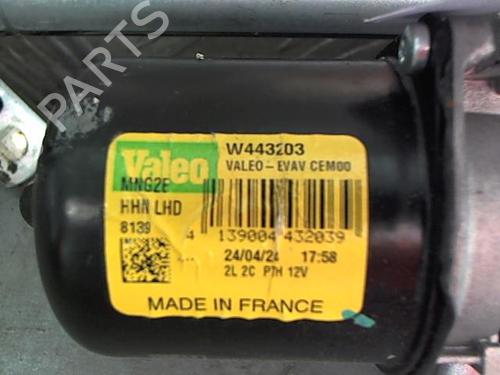 PARTS
Valeo
W443203
VALEO-EVAV CEM00
MNG2E
HHN LHD
8139
4 139004 432039
24/04/24 17:58
2L 2C PTH 12V
MADE IN FRANCE